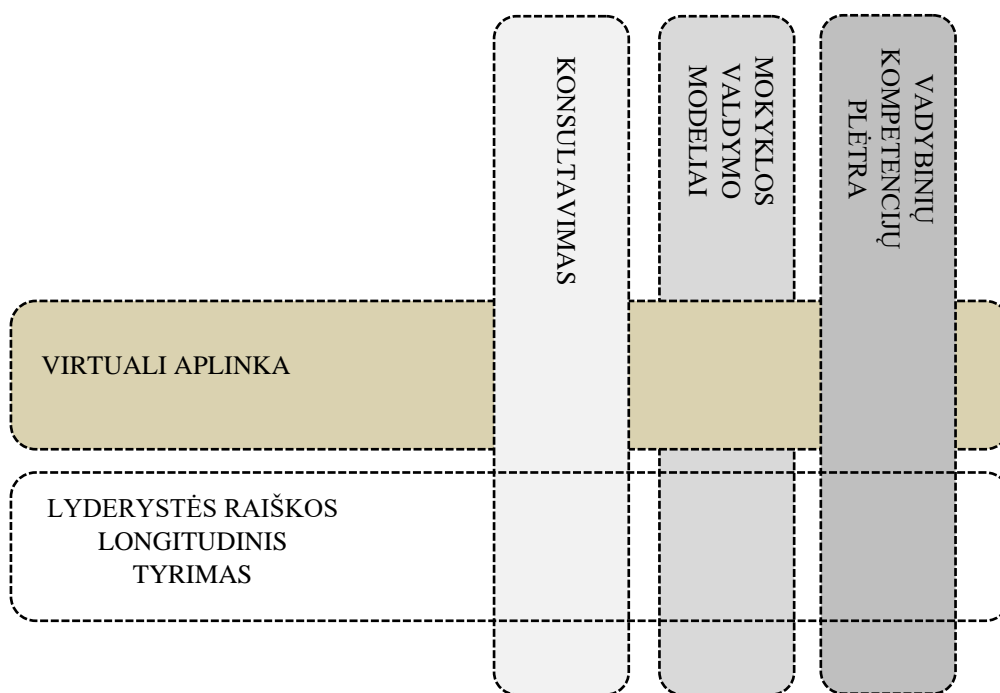 KONSULTAVIMAS
MOKYKLOS
VALDYMO
MODELIAI
VADYBINIŲ
KOMPETENCIJŲ
PLĖTRA
VIRTUALI APLINKA
LYDERYSTĖS RAIŠKOS
LONGITUDINIS
TYRIMAS